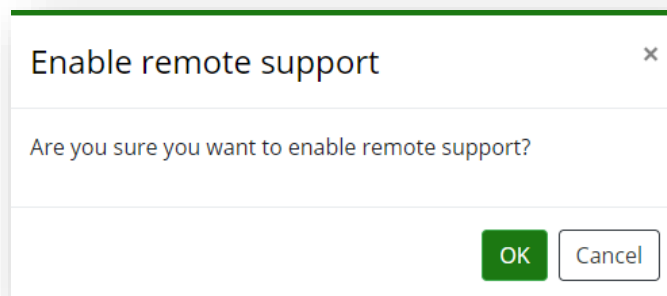 Enable remote support
×
Are you sure you want to enable remote support?
OK Cancel